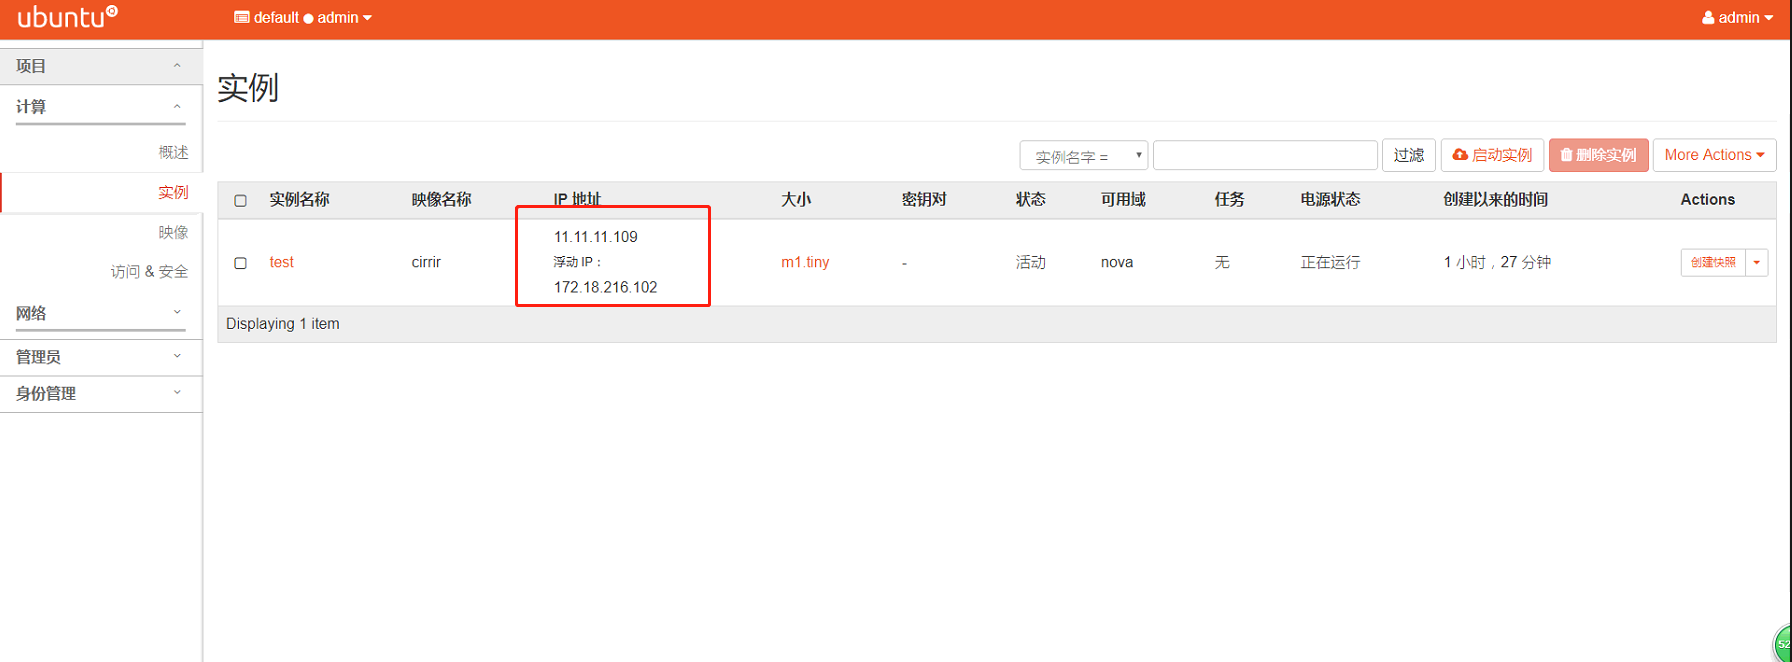 ubuntu
default ● admin
admin
项目
计算
概述
实例
映像
访问 & 安全
网络
管理员
身份管理
实例
实例名字 =
过滤
启动实例
删除实例
More Actions
实例名称 映像名称 IP 地址 大小 密钥对 状态 可用域 任务 电源状态 创建以来的时间 Actions
test cirrir 11.11.11.109
浮动 IP：
172.18.216.102
m1.tiny - 活动 nova 无 正在运行 1 小时，27 分钟 创建快照
Displaying 1 item